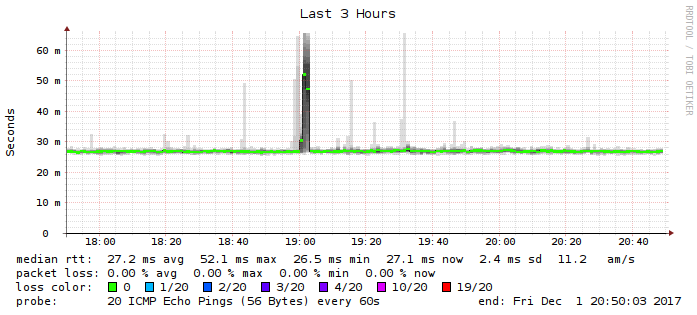 Last 3 Hours
RRDTOOL / TOBI OETIKER
Seconds
60 m
50 m
40 m
30 m
20 m
10 m
0
18:00 18:20 18:40 19:00 19:20 19:40 20:00 20:20 20:40
median rtt: 27.2 ms avg 52.1 ms max 26.5 ms min 27.1 ms now 2.4 ms sd 11.2 am/s
packet loss: 0.00 % avg 0.00 % max 0.00 % min 0.00 % now
loss color: 0 1/20 2/20 3/20 4/20 10/20 19/20
probe: 20 ICMP Echo Pings (56 Bytes) every 60s end: Fri Dec 1 20:50:03 2017